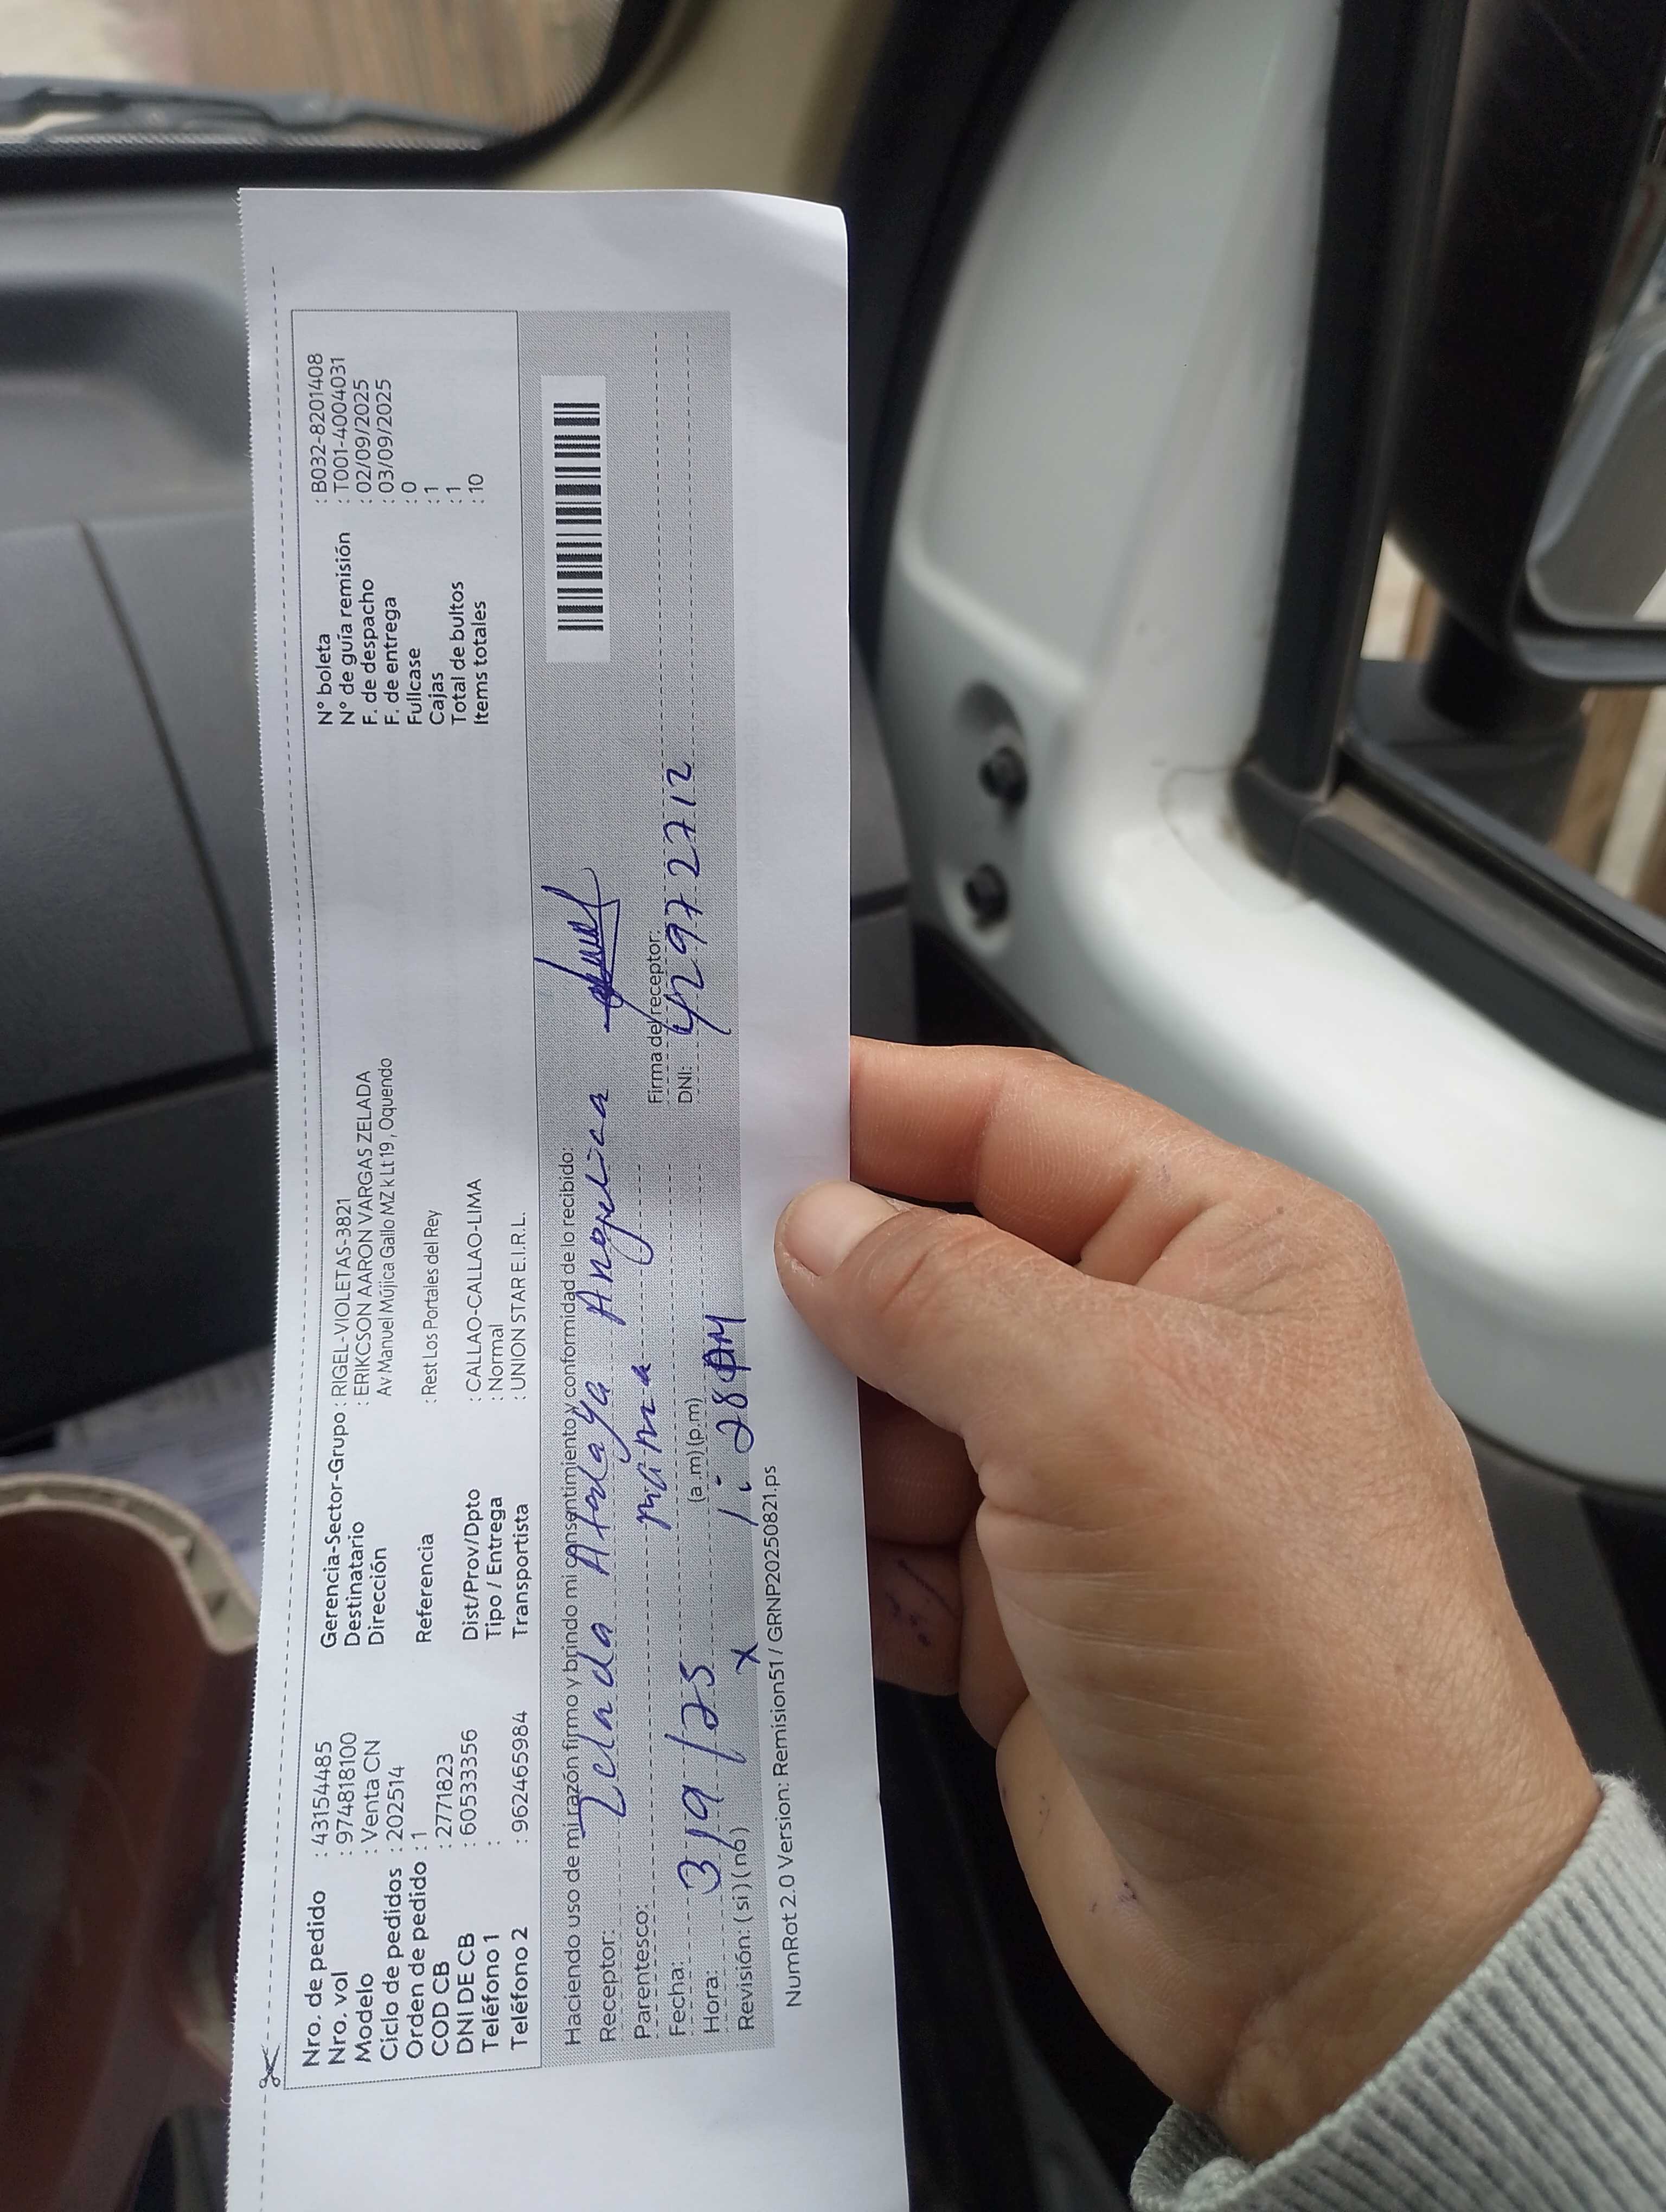 Nro. de pedido : 43154485
Nro. vol : 974818100
Modelo : Venta CN
Ciclo de pedidos : 202514
Orden de pedido : 1
COD CB : 27771823
DNI DE CB : 60533356
Teléfono 1 :
Teléfono 2 : 962465984
Gerencia-Sector-Grupo : RIGEL-VIOLETAS-3821
Destinatario : ERIKCSON AARON VARGAS ZELADA
Dirección Av Manuel Mújica Gallo MZ k Lt 19, Oquendo
Referencia : Rest Los Portales del Rey
Dist/Prov/Dpto : CALLAO-CALLAO-LIMA
Tipo / Entrega : Normal
Transportista : UNION STAR E.I.R.L.
N° boleta : B032-8201408
N° de guía remisión : T001-4004031
F. de despacho : 02/09/2025
F. de entrega : 03/09/2025
Fullcase : 0
Cajas : 1
Total de bultos : 1
Items totales : 10
Haciendo uso de mi razón firmo y brindo mi consentimiento y conformidad de lo recibido:
Receptor: Zelada Angelica
Parentesco:
Fecha: 3/9/25
Hora: (a.m)(p.m) 1:28 PM
Revisión: (si)(no) x
Firma del receptor:
DNI: 42972712
NumRot 2.0 Version: Remision51 / GRNP20250821.ps